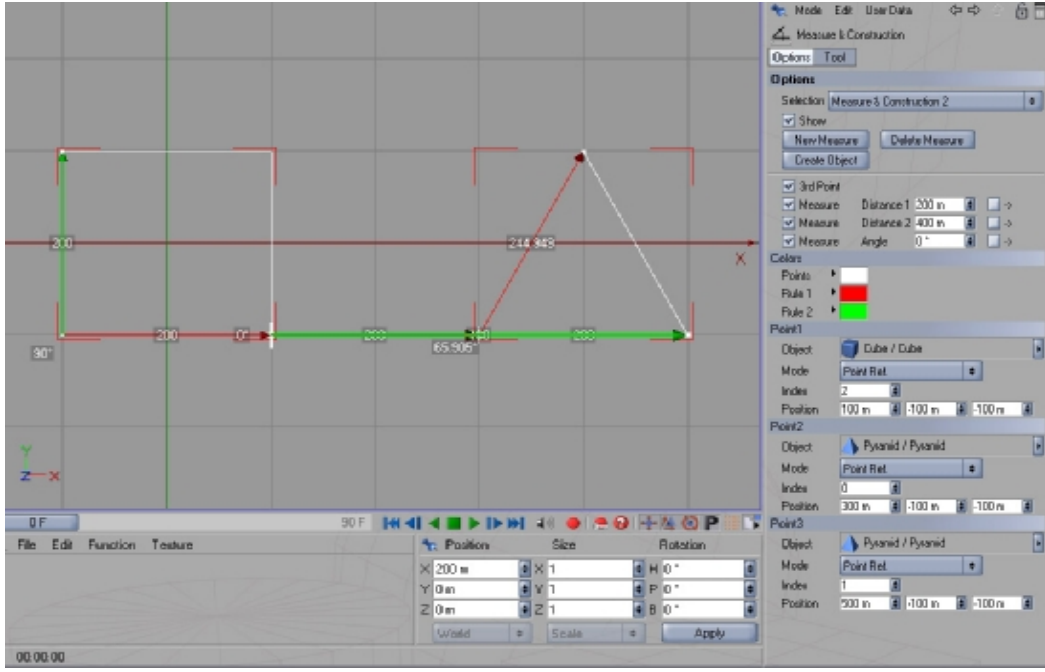 Mode Edit User Data
Measure & Construction
Options Tool
Options
Selection Measure & Construction 2
Show
New Measure Delete Measure
Create Object
3rd Point
Measure Distance 1 200 m
Measure Distance 2 400 m
Measure Angle 0°
Colors
Points
Rule 1
Rule 2
Point1
Object Cube / Cube
Mode Point Rel.
Index 2
Position 100 m -100 m -100 m
Point2
Object Pyramid / Pyramid
Mode Point Rel.
Index 0
Position 300 m -100 m -100 m
Point3
Object Pyramid / Pyramid
Mode Point Rel.
Index 1
Position 500 m -100 m -100 m
200
244.949
X
200 0° 200 200
90° 65.905°
Y
Z X
0 F 90 F
P
File Edit Function Texture
Position Size Rotation
X 200 m X 1 H 0°
Y 0 m Y 1 P 0°
Z 0 m Z 1 B 0°
World Scale Apply
00:00:00